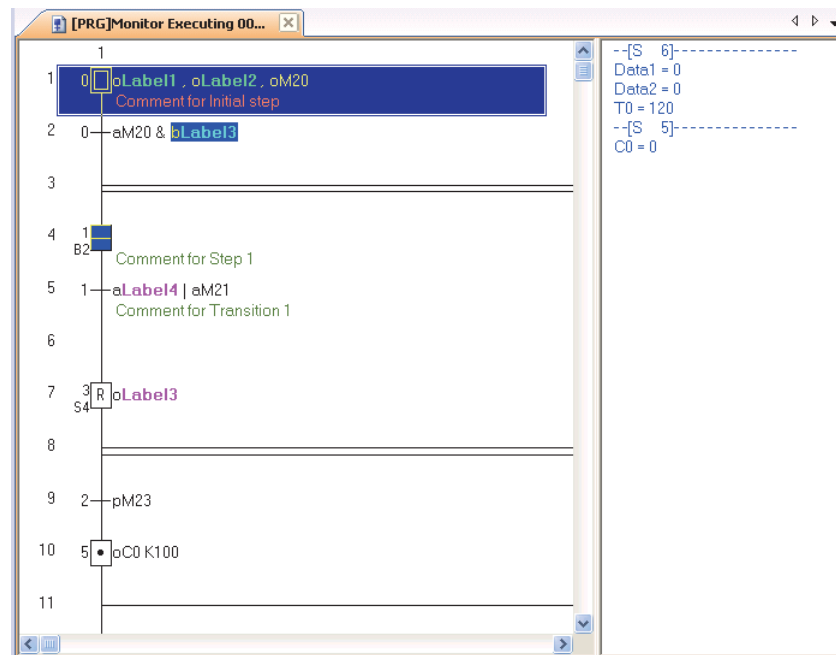 [PRG]Monitor Executing 00...
1
1 0 oLabel1 , oLabel2 , oM20
Comment for Initial step
2 0 aM20 & bLabel3
3
4 1
B2
Comment for Step 1
5 1 aLabel4 | aM21
Comment for Transition 1
6
7 3 R oLabel3
S4
8
9 2 pM23
10 5 oC0 K100
11
--[S 6]---------------
Data1 = 0
Data2 = 0
T0 = 120
--[S 5]---------------
C0 = 0